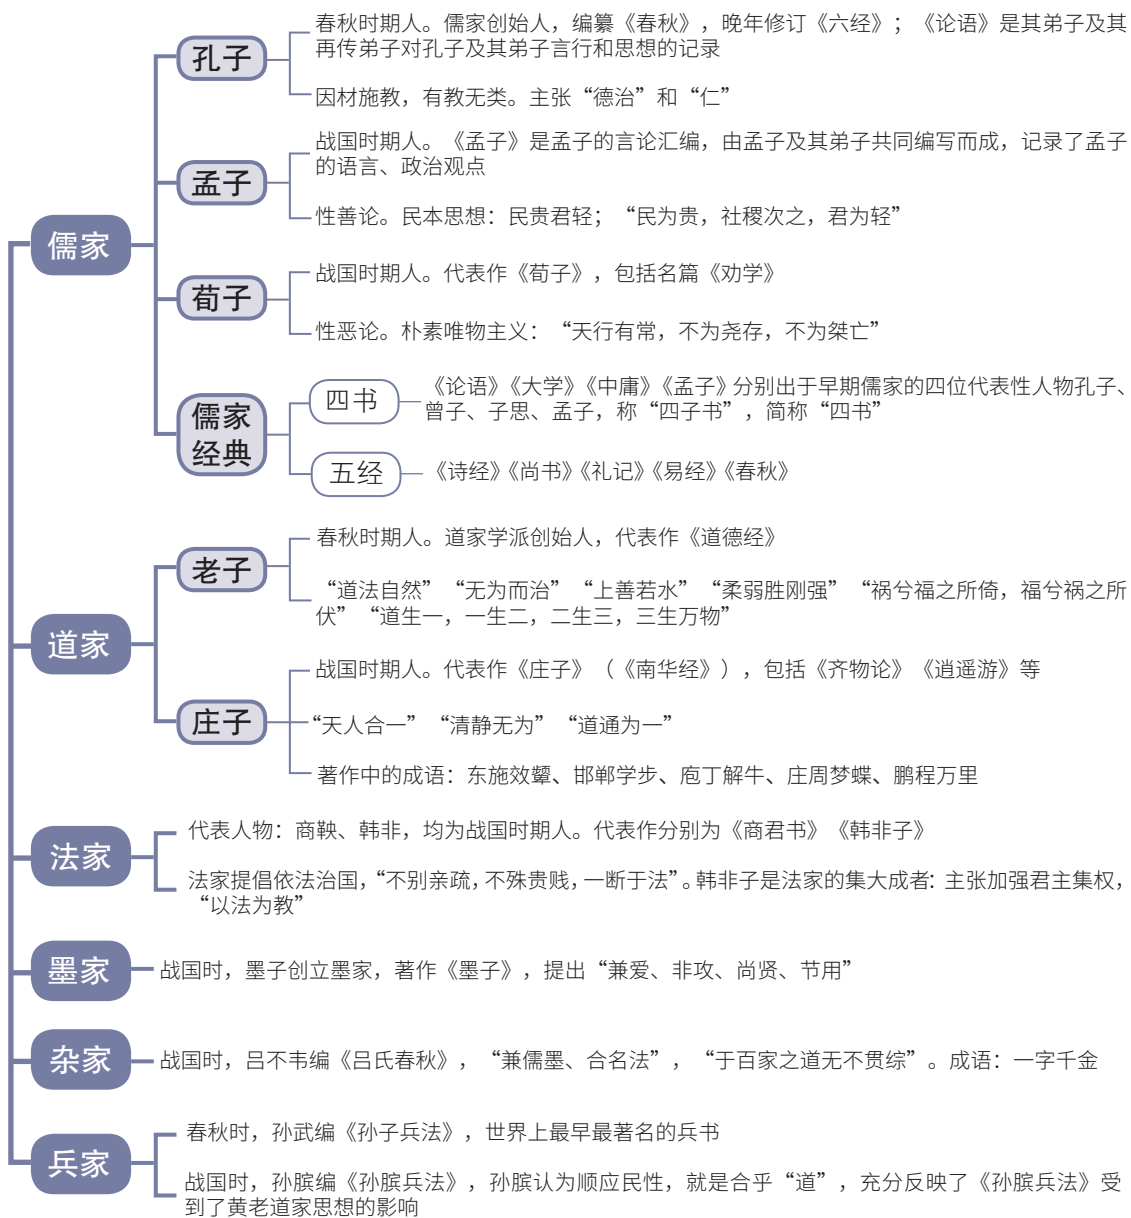 儒家
孔子
春秋时期人。儒家创始人，编纂《春秋》，晚年修订《六经》；《论语》是其弟子及其
再传弟子对孔子及其弟子言行和思想的记录
因材施教，有教无类。主张“德治”和“仁”
孟子
战国时期人。《孟子》是孟子的言论汇编，由孟子及其弟子共同编写而成，记录了孟子
的语言、政治观点
性善论。民本思想：民贵君轻；“民为贵，社稷次之，君为轻”
荀子
战国时期人。代表作《荀子》，包括名篇《劝学》
性恶论。朴素唯物主义：“天行有常，不为尧存，不为桀亡”
儒家
经典
四书
《论语》《大学》《中庸》《孟子》分别出于早期儒家的四位代表性人物孔子、
曾子、子思、孟子，称“四子书”，简称“四书”
五经
《诗经》《尚书》《礼记》《易经》《春秋》
道家
老子
春秋时期人。道家学派创始人，代表作《道德经》
“道法自然”“无为而治”“上善若水”“柔弱胜刚强”“祸兮福之所倚，福兮祸之所
伏”“道生一，一生二，二生三，三生万物”
庄子
战国时期人。代表作《庄子》（《南华经》），包括《齐物论》《逍遥游》等
“天人合一”“清静无为”“道通为一”
著作中的成语：东施效颦、邯郸学步、庖丁解牛、庄周梦蝶、鹏程万里
法家
代表人物：商鞅、韩非，均为战国时期人。代表作分别为《商君书》《韩非子》
法家提倡依法治国，“不别亲疏，不殊贵贱，一断于法”。韩非子是法家的集大成者：主张加强君主集权，
“以法为教”
墨家
战国时，墨子创立墨家，著作《墨子》，提出“兼爱、非攻、尚贤、节用”
杂家
战国时，吕不韦编《吕氏春秋》，“兼儒墨、合名法”，“于百家之道无不贯综”。成语：一字千金
兵家
春秋时，孙武编《孙子兵法》，世界上最早最著名的兵书
战国时，孙膑编《孙膑兵法》，孙膑认为顺应民性，就是合乎“道”，充分反映了《孙膑兵法》受
到了黄老道家思想的影响